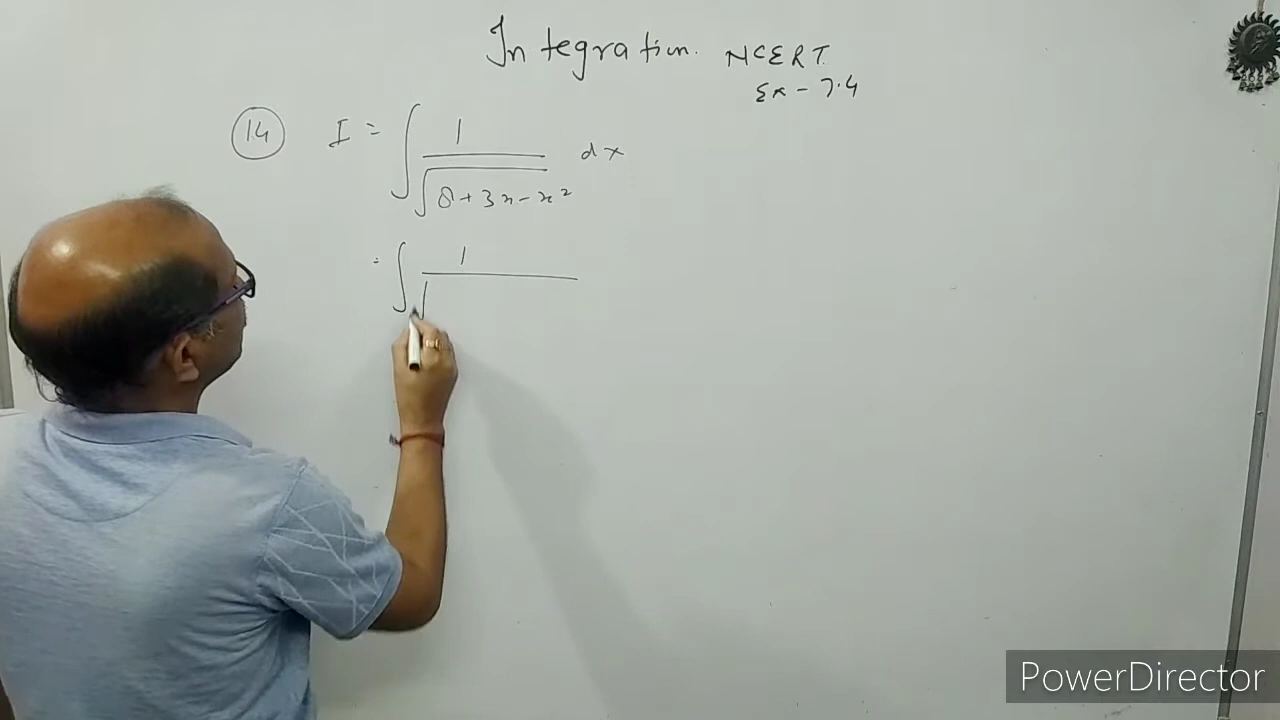 Integration. NCERT
Ex - 7.4
14 I = ∫ 1/√(8+3x-x²) dx
= ∫ 1/√
PowerDirector